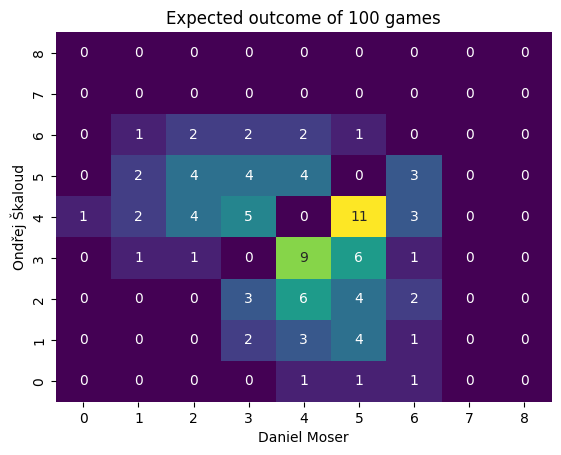 Expected outcome of 100 games
Ondřej Škaloud
8 0 0 0 0 0 0 0 0 0
7 0 0 0 0 0 0 0 0 0
6 0 1 2 2 2 1 0 0 0
5 0 2 4 4 4 0 3 0 0
4 1 2 4 5 0 11 3 0 0
3 0 1 1 0 9 6 1 0 0
2 0 0 0 3 6 4 2 0 0
1 0 0 0 2 3 4 1 0 0
0 0 0 0 0 1 1 1 0 0
0 1 2 3 4 5 6 7 8
Daniel Moser